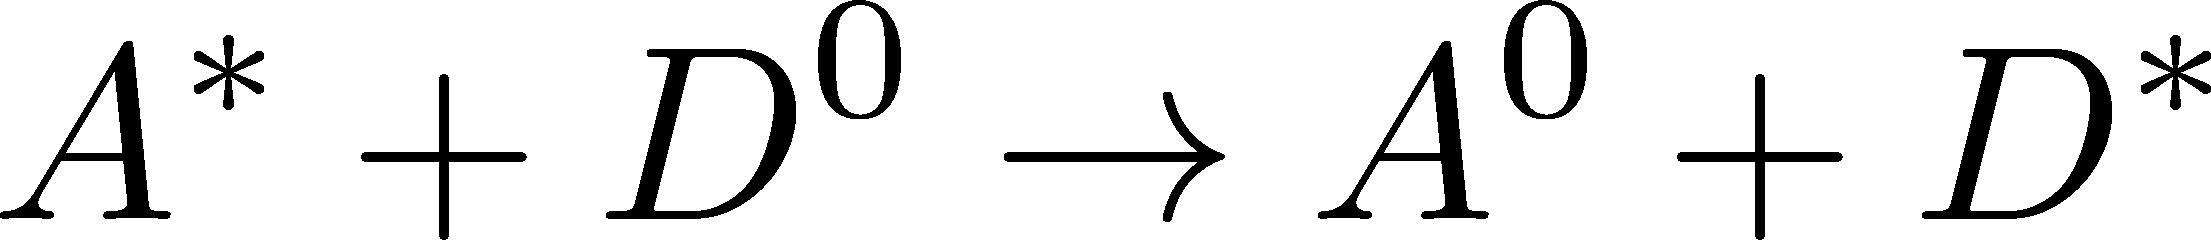 A* + D⁰ → A⁰ + D*